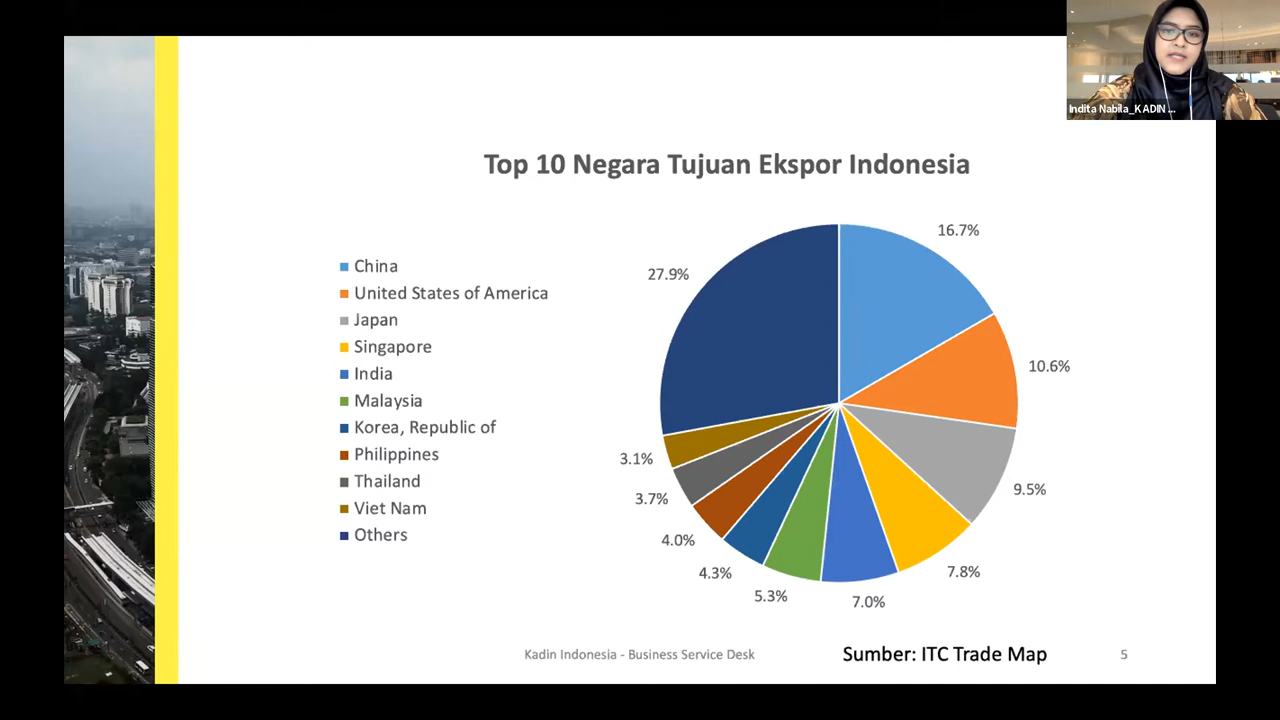 Indita Nabila_KADIN ...
Top 10 Negara Tujuan Ekspor Indonesia
China
United States of America
Japan
Singapore
India
Malaysia
Korea, Republic of
Philippines
Thailand
Viet Nam
Others
16.7%
10.6%
9.5%
7.8%
7.0%
5.3%
4.3%
4.0%
3.7%
3.1%
27.9%
Kadin Indonesia - Business Service Desk
Sumber: ITC Trade Map
5